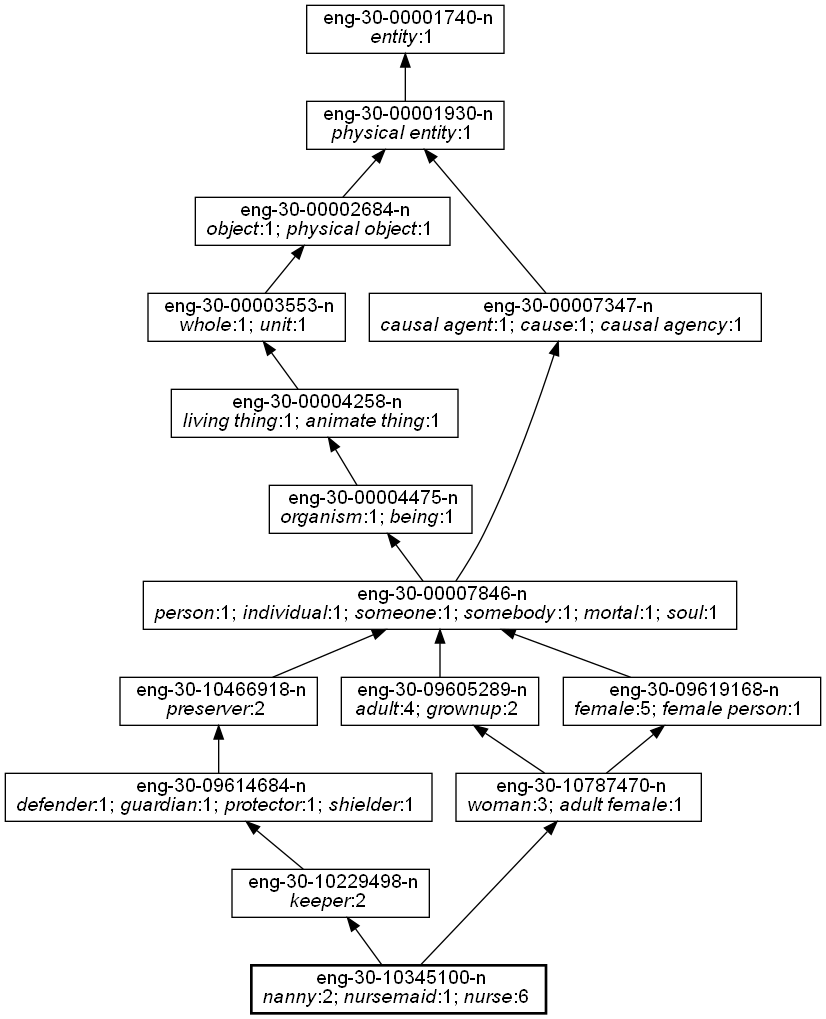 eng-30-00001740-n
entity:1
eng-30-00001930-n
physical entity:1
eng-30-00002684-n
object:1; physical object:1
eng-30-00003553-n
whole:1; unit:1
eng-30-00007347-n
causal agent:1; cause:1; causal agency:1
eng-30-00004258-n
living thing:1; animate thing:1
eng-30-00004475-n
organism:1; being:1
eng-30-00007846-n
person:1; individual:1; someone:1; somebody:1; mortal:1; soul:1
eng-30-10466918-n
preserver:2
eng-30-09605289-n
adult:4; grownup:2
eng-30-09619168-n
female:5; female person:1
eng-30-09614684-n
defender:1; guardian:1; protector:1; shielder:1
eng-30-10787470-n
woman:3; adult female:1
eng-30-10229498-n
keeper:2
eng-30-10345100-n
nanny:2; nursemaid:1; nurse:6